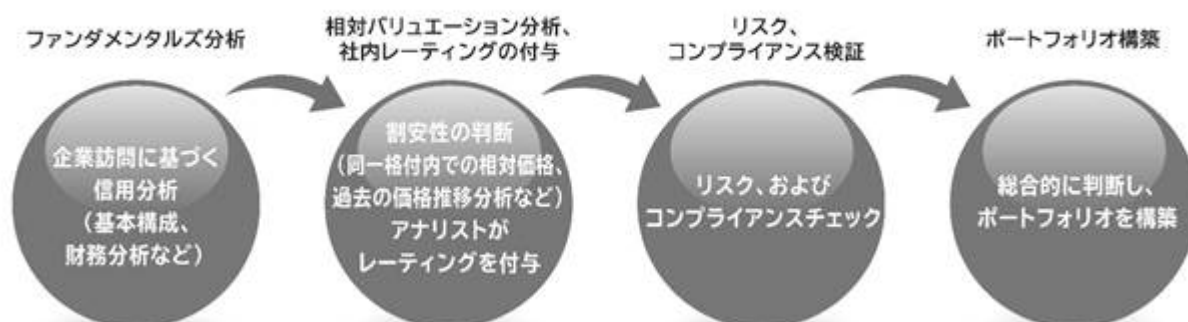 ファンダメンタルズ分析
相対バリュエーション分析、
社内レーティングの付与
リスク、
コンプライアンス検証
ポートフォリオ構築
企業訪問に基づく
信用分析
（基本構成、
財務分析など）
割安性の判断
（同一格付内での相対価格、
過去の価格推移分析など）
アナリストが
レーティングを付与
リスク、および
コンプライアンスチェック
総合的に判断し、
ポートフォリオを構築